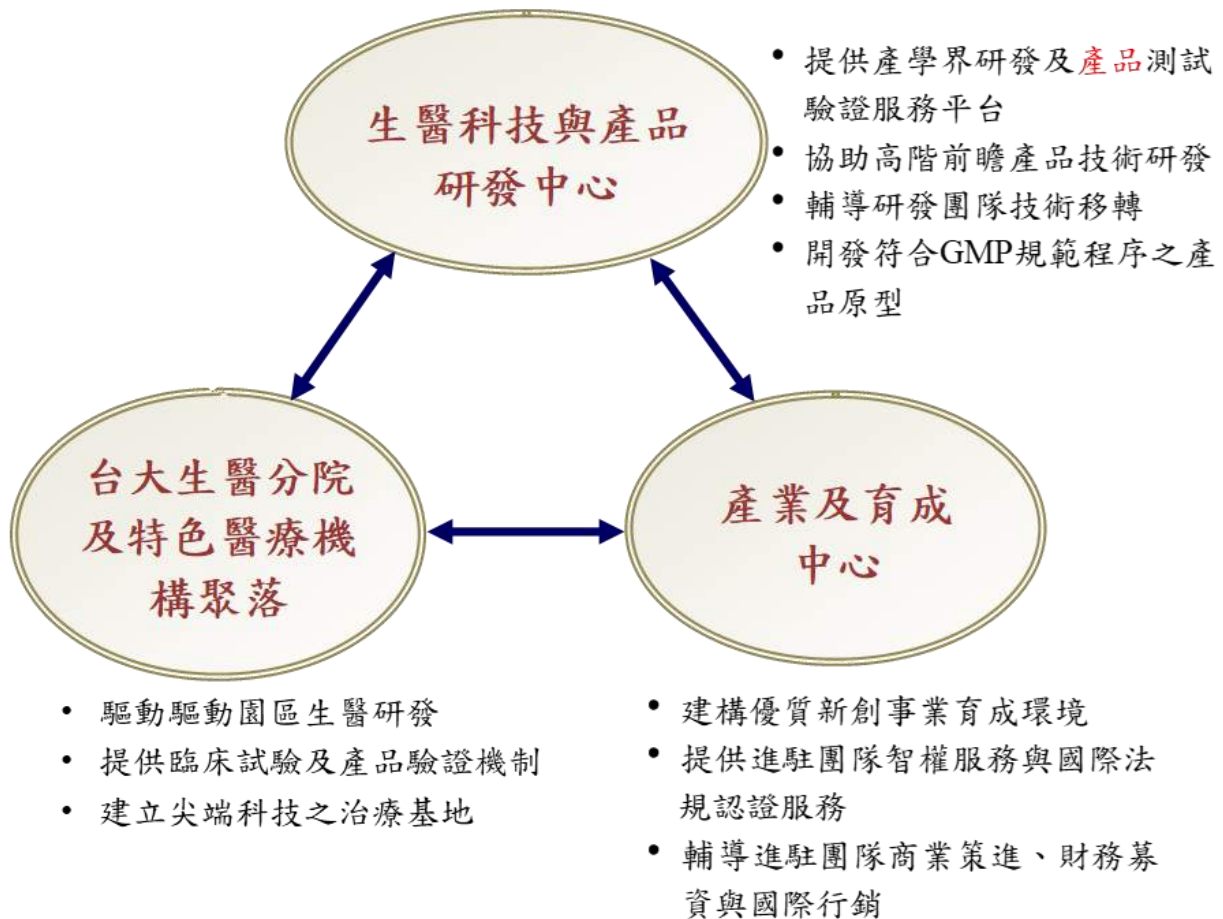 生醫科技與產品
研發中心
• 提供產學界研發及產品測試
驗證服務平台
• 協助高階前瞻產品技術研發
• 輔導研發團隊技術移轉
• 開發符合GMP規範程序之產
品原型
台大生醫分院
及特色醫療機
構聚落
產業及育成
中心
• 驅動驅動園區生醫研發
• 提供臨床試驗及產品驗證機制
• 建立尖端科技之治療基地
• 建構優質新創事業育成環境
• 提供進駐團隊智權服務與國際法
規認證服務
• 輔導進駐團隊商業策進、財務募
資與國際行銷